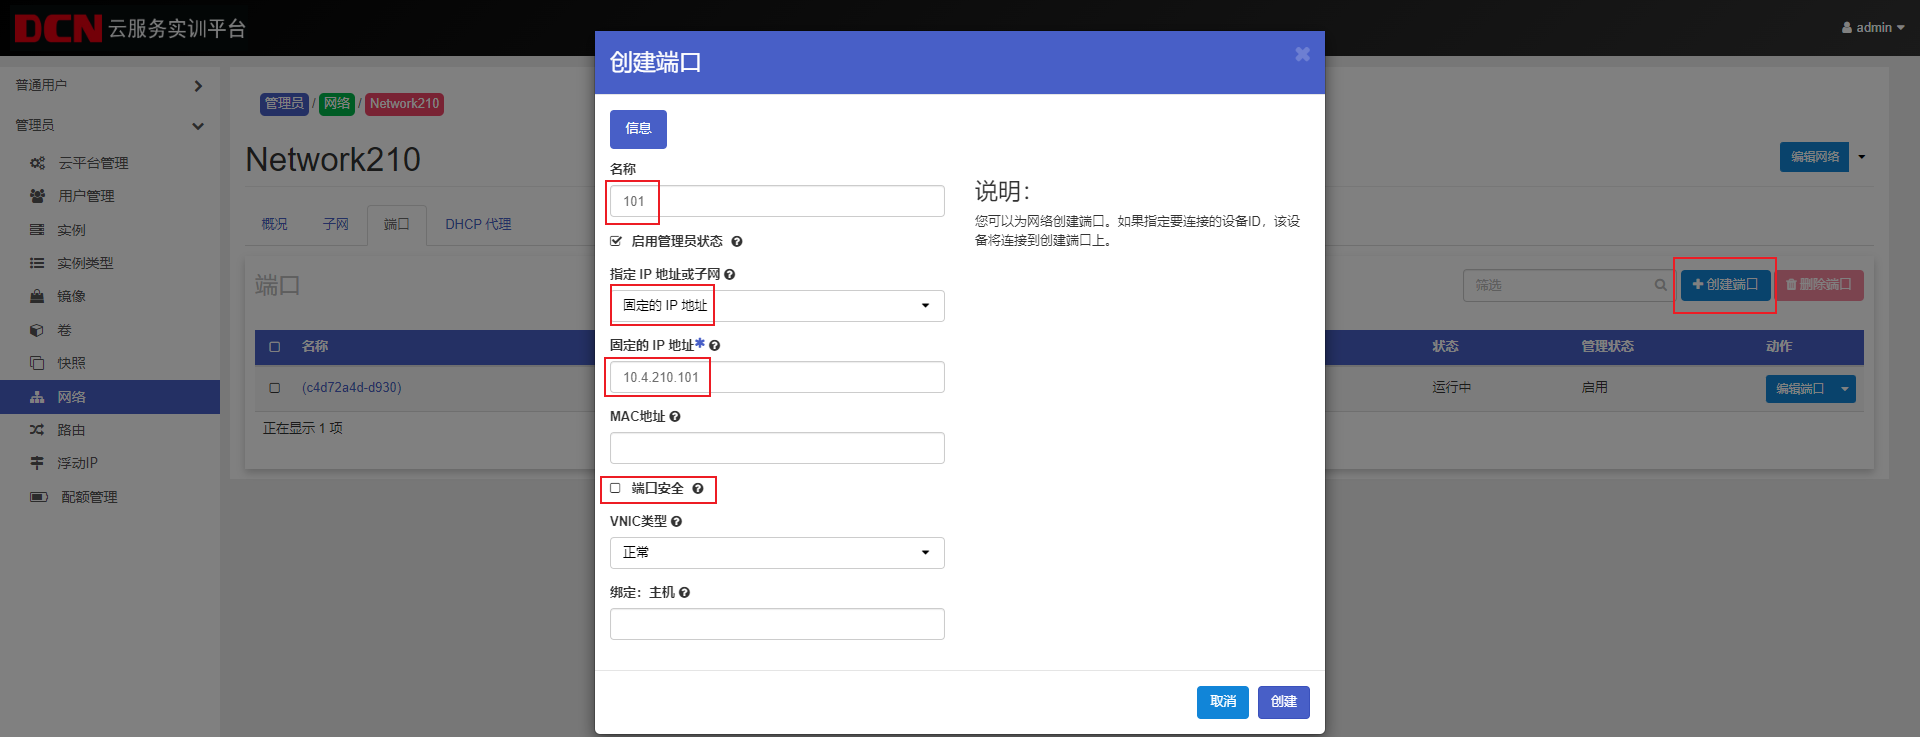 DCN 云服务实训平台
admin
普通用户
管理员
云平台管理
用户管理
实例
实例类型
镜像
卷
快照
网络
路由
浮动IP
配额管理
管理员 / 网络 / Network210
Network210
编辑网络
概况 子网 端口 DHCP 代理
端口
筛选
创建端口
删除端口
名称 状态 管理状态 动作
(c4d72a4d-d930) 运行中 启用 编辑端口
正在显示 1 项
创建端口
信息
名称
101
启用管理员状态
指定 IP 地址或子网
固定的 IP 地址
固定的 IP 地址*
10.4.210.101
MAC地址
端口安全
VNIC类型
正常
绑定：主机
说明：
您可以为网络创建端口。如果指定要连接的设备ID，该设
备将连接到创建端口上。
取消 创建